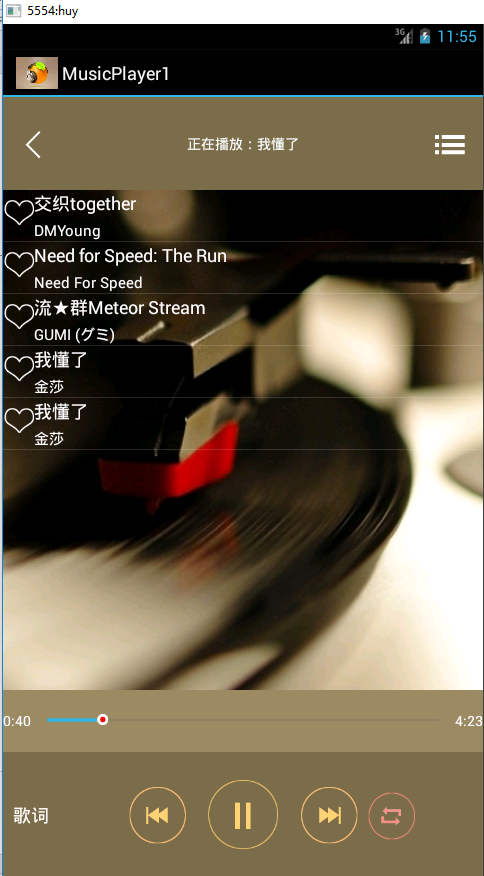 5554:huy
3G 11:55
MusicPlayer1
正在播放：我懂了
交织together
DMYoung
Need for Speed: The Run
Need For Speed
流★群Meteor Stream
GUMI (グミ)
我懂了
金莎
我懂了
金莎
0:40 4:23
歌词